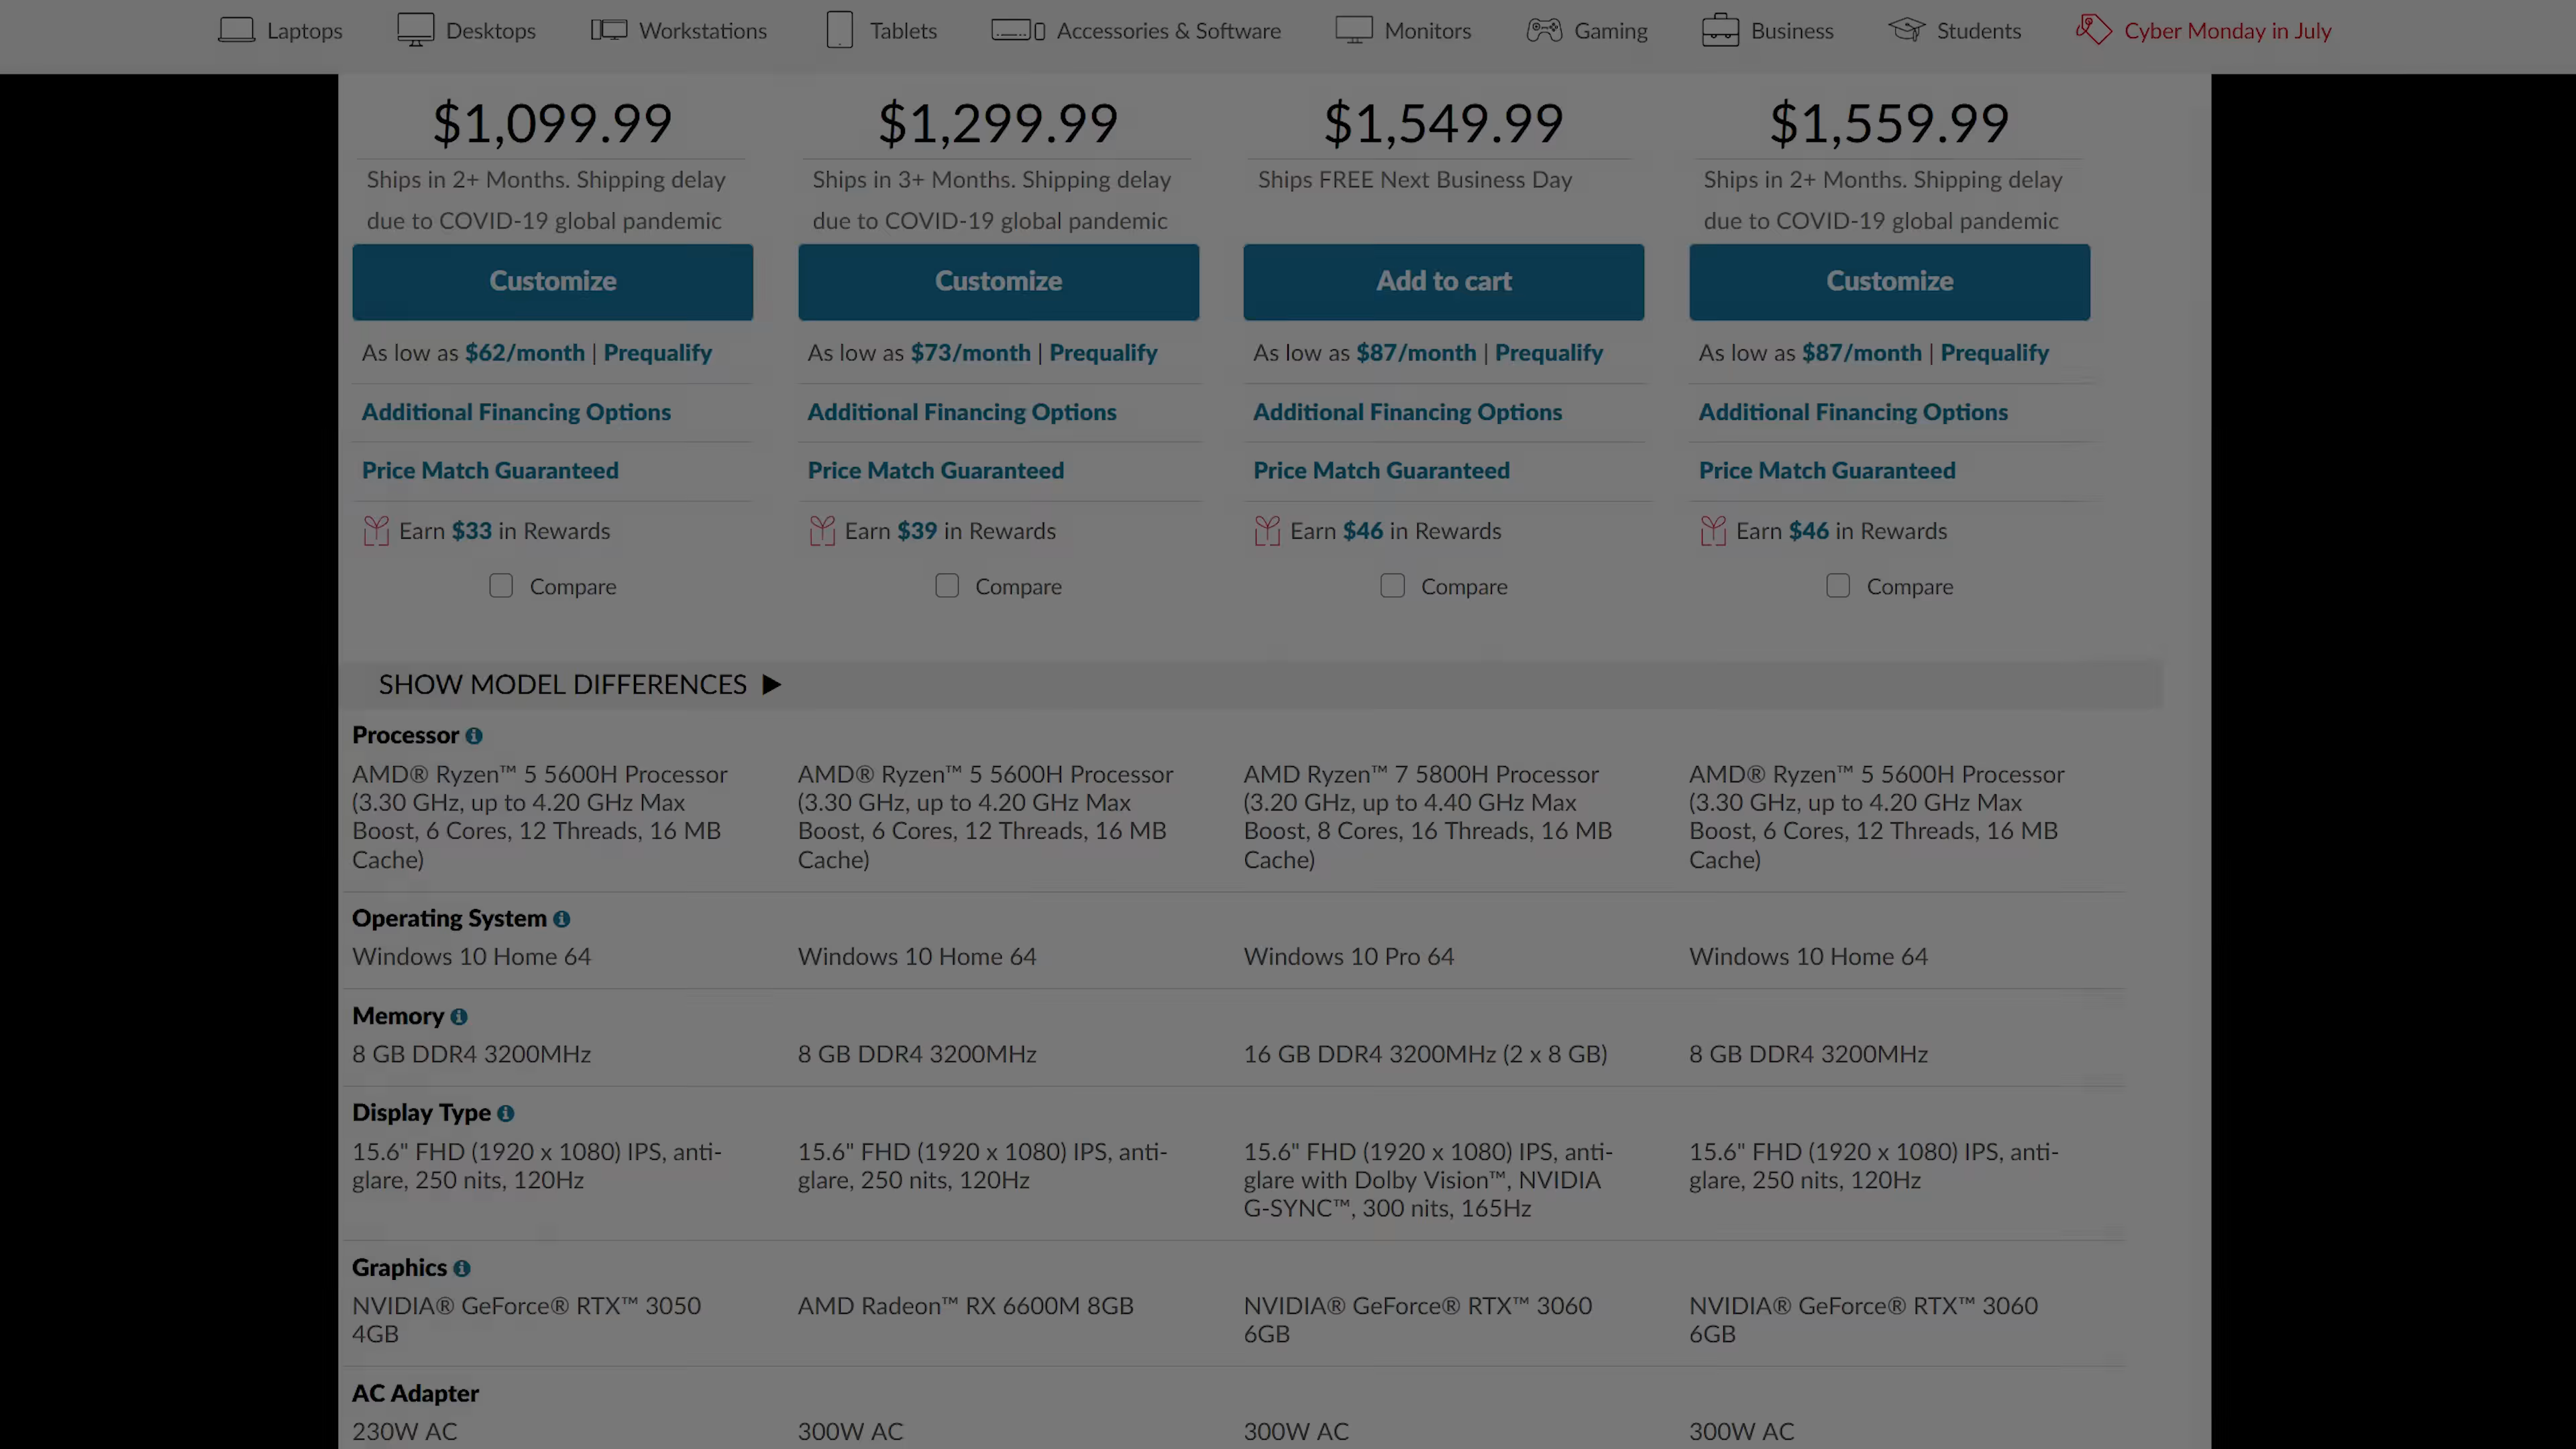 Laptops Desktops Workstations Tablets Accessories & Software Monitors Gaming Business Students Cyber Monday in July
$1,099.99 $1,299.99 $1,549.99 $1,559.99
Ships in 2+ Months. Shipping delay Ships in 3+ Months. Shipping delay Ships FREE Next Business Day Ships in 2+ Months. Shipping delay
due to COVID-19 global pandemic due to COVID-19 global pandemic due to COVID-19 global pandemic
Customize Customize Add to cart Customize
As low as $62/month | Prequalify As low as $73/month | Prequalify As low as $87/month | Prequalify As low as $87/month | Prequalify
Additional Financing Options Additional Financing Options Additional Financing Options Additional Financing Options
Price Match Guaranteed Price Match Guaranteed Price Match Guaranteed Price Match Guaranteed
Earn $33 in Rewards Earn $39 in Rewards Earn $46 in Rewards Earn $46 in Rewards
Compare Compare Compare Compare
SHOW MODEL DIFFERENCES ▶
Processor
AMD® Ryzen™ 5 5600H Processor AMD® Ryzen™ 5 5600H Processor AMD Ryzen™ 7 5800H Processor AMD® Ryzen™ 5 5600H Processor
(3.30 GHz, up to 4.20 GHz Max (3.30 GHz, up to 4.20 GHz Max (3.20 GHz, up to 4.40 GHz Max (3.30 GHz, up to 4.20 GHz Max
Boost, 6 Cores, 12 Threads, 16 MB Boost, 6 Cores, 12 Threads, 16 MB Boost, 8 Cores, 16 Threads, 16 MB Boost, 6 Cores, 12 Threads, 16 MB
Cache) Cache) Cache) Cache)
Operating System
Windows 10 Home 64 Windows 10 Home 64 Windows 10 Pro 64 Windows 10 Home 64
Memory
8 GB DDR4 3200MHz 8 GB DDR4 3200MHz 16 GB DDR4 3200MHz (2 x 8 GB) 8 GB DDR4 3200MHz
Display Type
15.6" FHD (1920 x 1080) IPS, anti- 15.6" FHD (1920 x 1080) IPS, anti- 15.6" FHD (1920 x 1080) IPS, anti- 15.6" FHD (1920 x 1080) IPS, anti-
glare, 250 nits, 120Hz glare, 250 nits, 120Hz glare with Dolby Vision™, NVIDIA glare, 250 nits, 120Hz
G-SYNC™, 300 nits, 165Hz
Graphics
NVIDIA® GeForce® RTX™ 3050 AMD Radeon™ RX 6600M 8GB NVIDIA® GeForce® RTX™ 3060 NVIDIA® GeForce® RTX™ 3060
4GB 6GB 6GB
AC Adapter
230W AC 300W AC 300W AC 300W AC